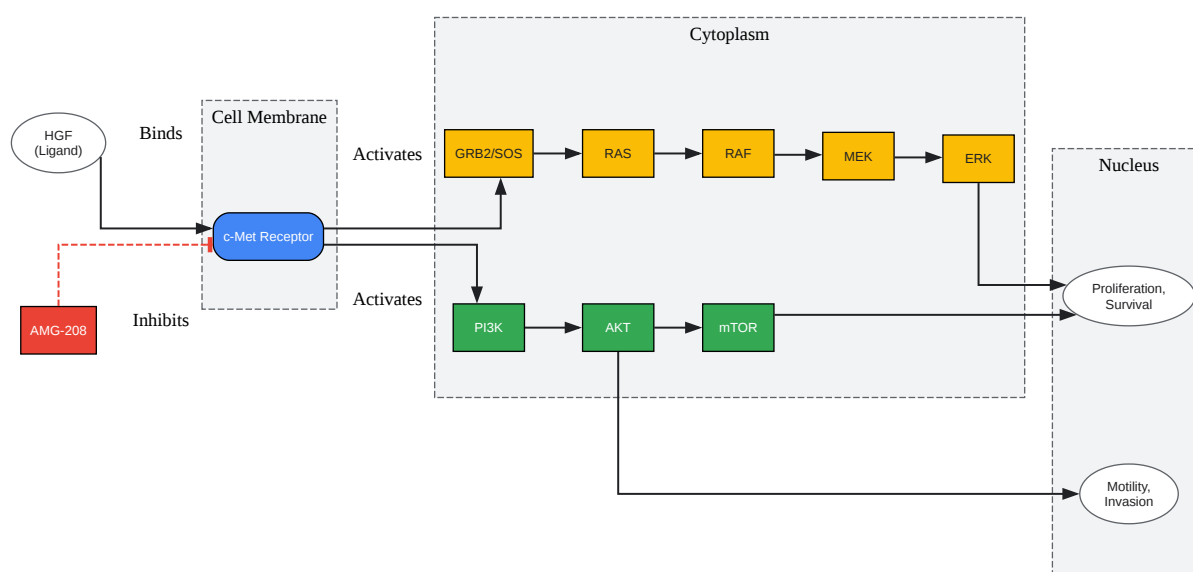 Cytoplasm
Cell Membrane
HGF
(Ligand)
Binds
Activates
GRB2/SOS
RAS
RAF
MEK
ERK
Nucleus
c-Met Receptor
Proliferation,
Survival
Activates
Inhibits
AMG-208
PI3K
AKT
mTOR
Motility,
Invasion